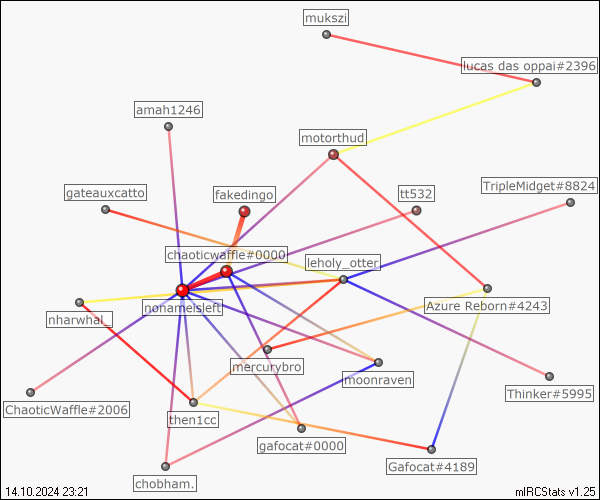 mukszi
lucas das oppai#2396
amah1246
motorthud
TripleMidget#8824
gateauxcatto
fakedingo
tt532
chaoticwaffle#0000
leholy_otter
nonameisleft
Azure Reborn#4243
nharwhal_
mercurybro
moonraven
Thinker#5995
ChaoticWaffle#2006
then1cc
gafocat#0000
Gafocat#4189
chobham.
14.10.2024 23:21
mIRCStats v1.25